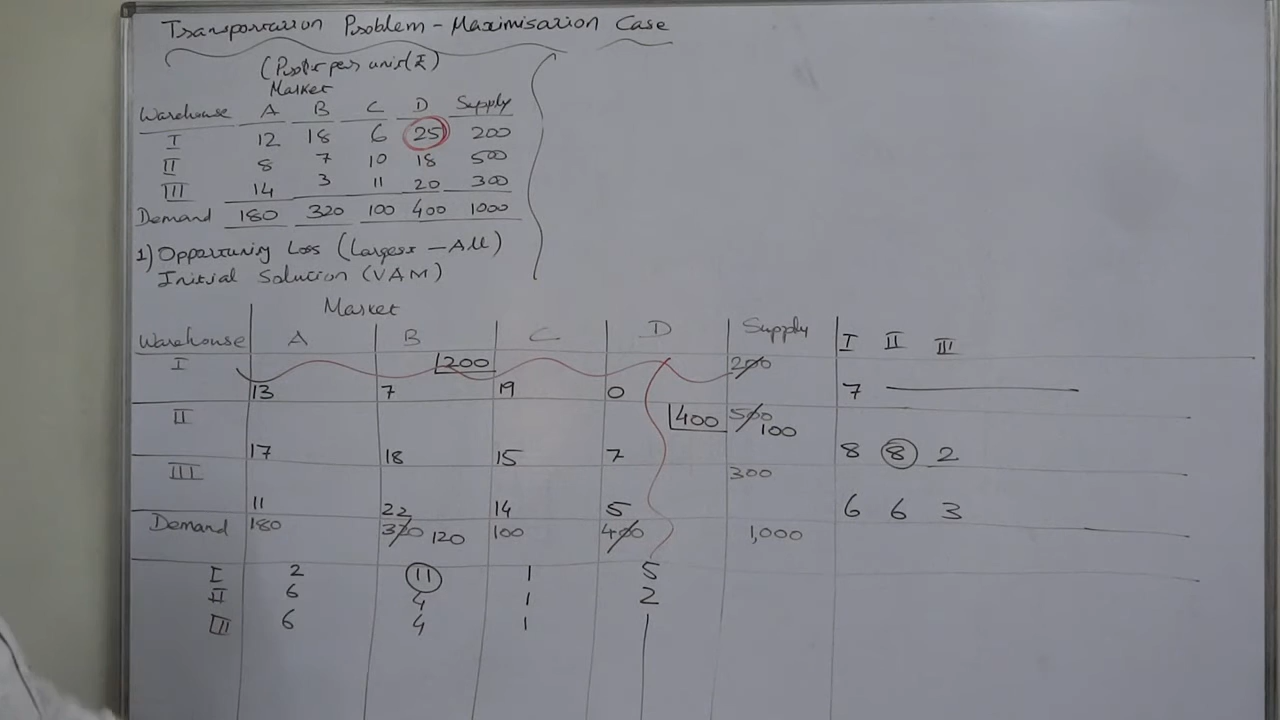 Transportation Problem - Maximisation Case
(Profit per unit (₹)
Market
Warehouse A B C D Supply
I 12 18 6 25 200
II 8 7 10 18 500
III 14 3 11 20 300
Demand 180 320 100 400 1000
1) Opportunity Loss (Largest - All)
Initial Solution (VAM)
Market
Warehouse A B C D Supply I II III
I 200 200
13 7 19 0 7
II 400 500
100
17 18 15 7 8 8 2
III 300
11 22 14 5 6 6 3
Demand 180 320 120 100 400 1,000
I 2 11 1 5
II 6 4 1 2
III 6 4 1